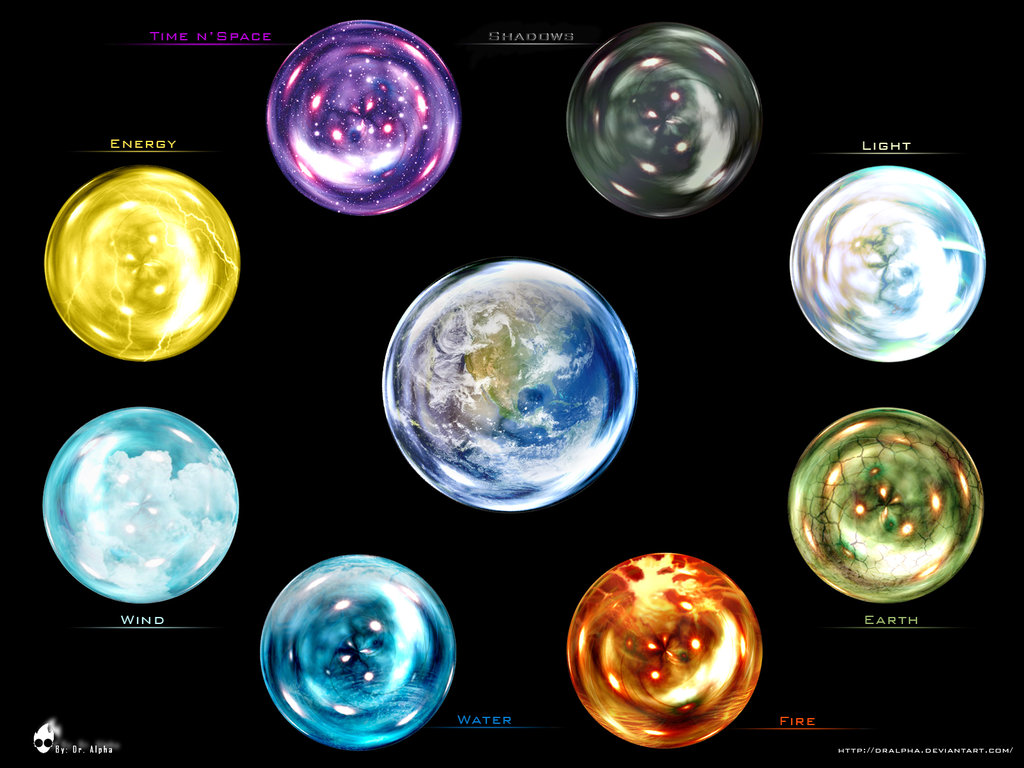 Time n'Space
Shadows
Energy
Light
Wind
Earth
Water
Fire
By: Dr. Alpha
http://dralpha.deviantart.com/